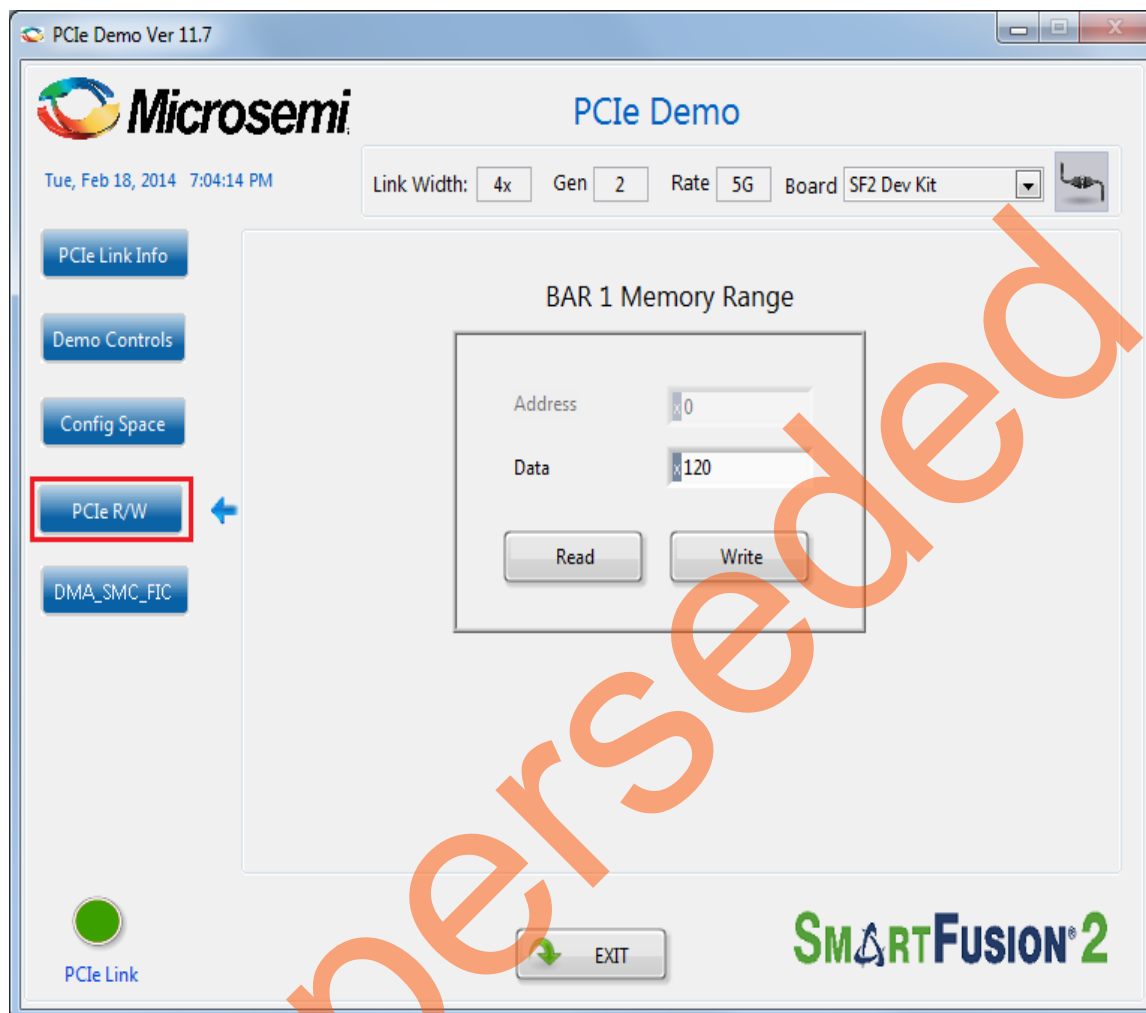 PCIe Demo Ver 11.7
Microsemi
PCIe Demo
Tue, Feb 18, 2014 7:04:14 PM
Link Width: 4x Gen 2 Rate 5G Board SF2 Dev Kit
PCIe Link Info
Demo Controls
Config Space
PCIe R/W
DMA_SMC_FIC
BAR 1 Memory Range
Address x0
Data x120
Read Write
PCIe Link
EXIT
SMARTFUSION®2
perseded